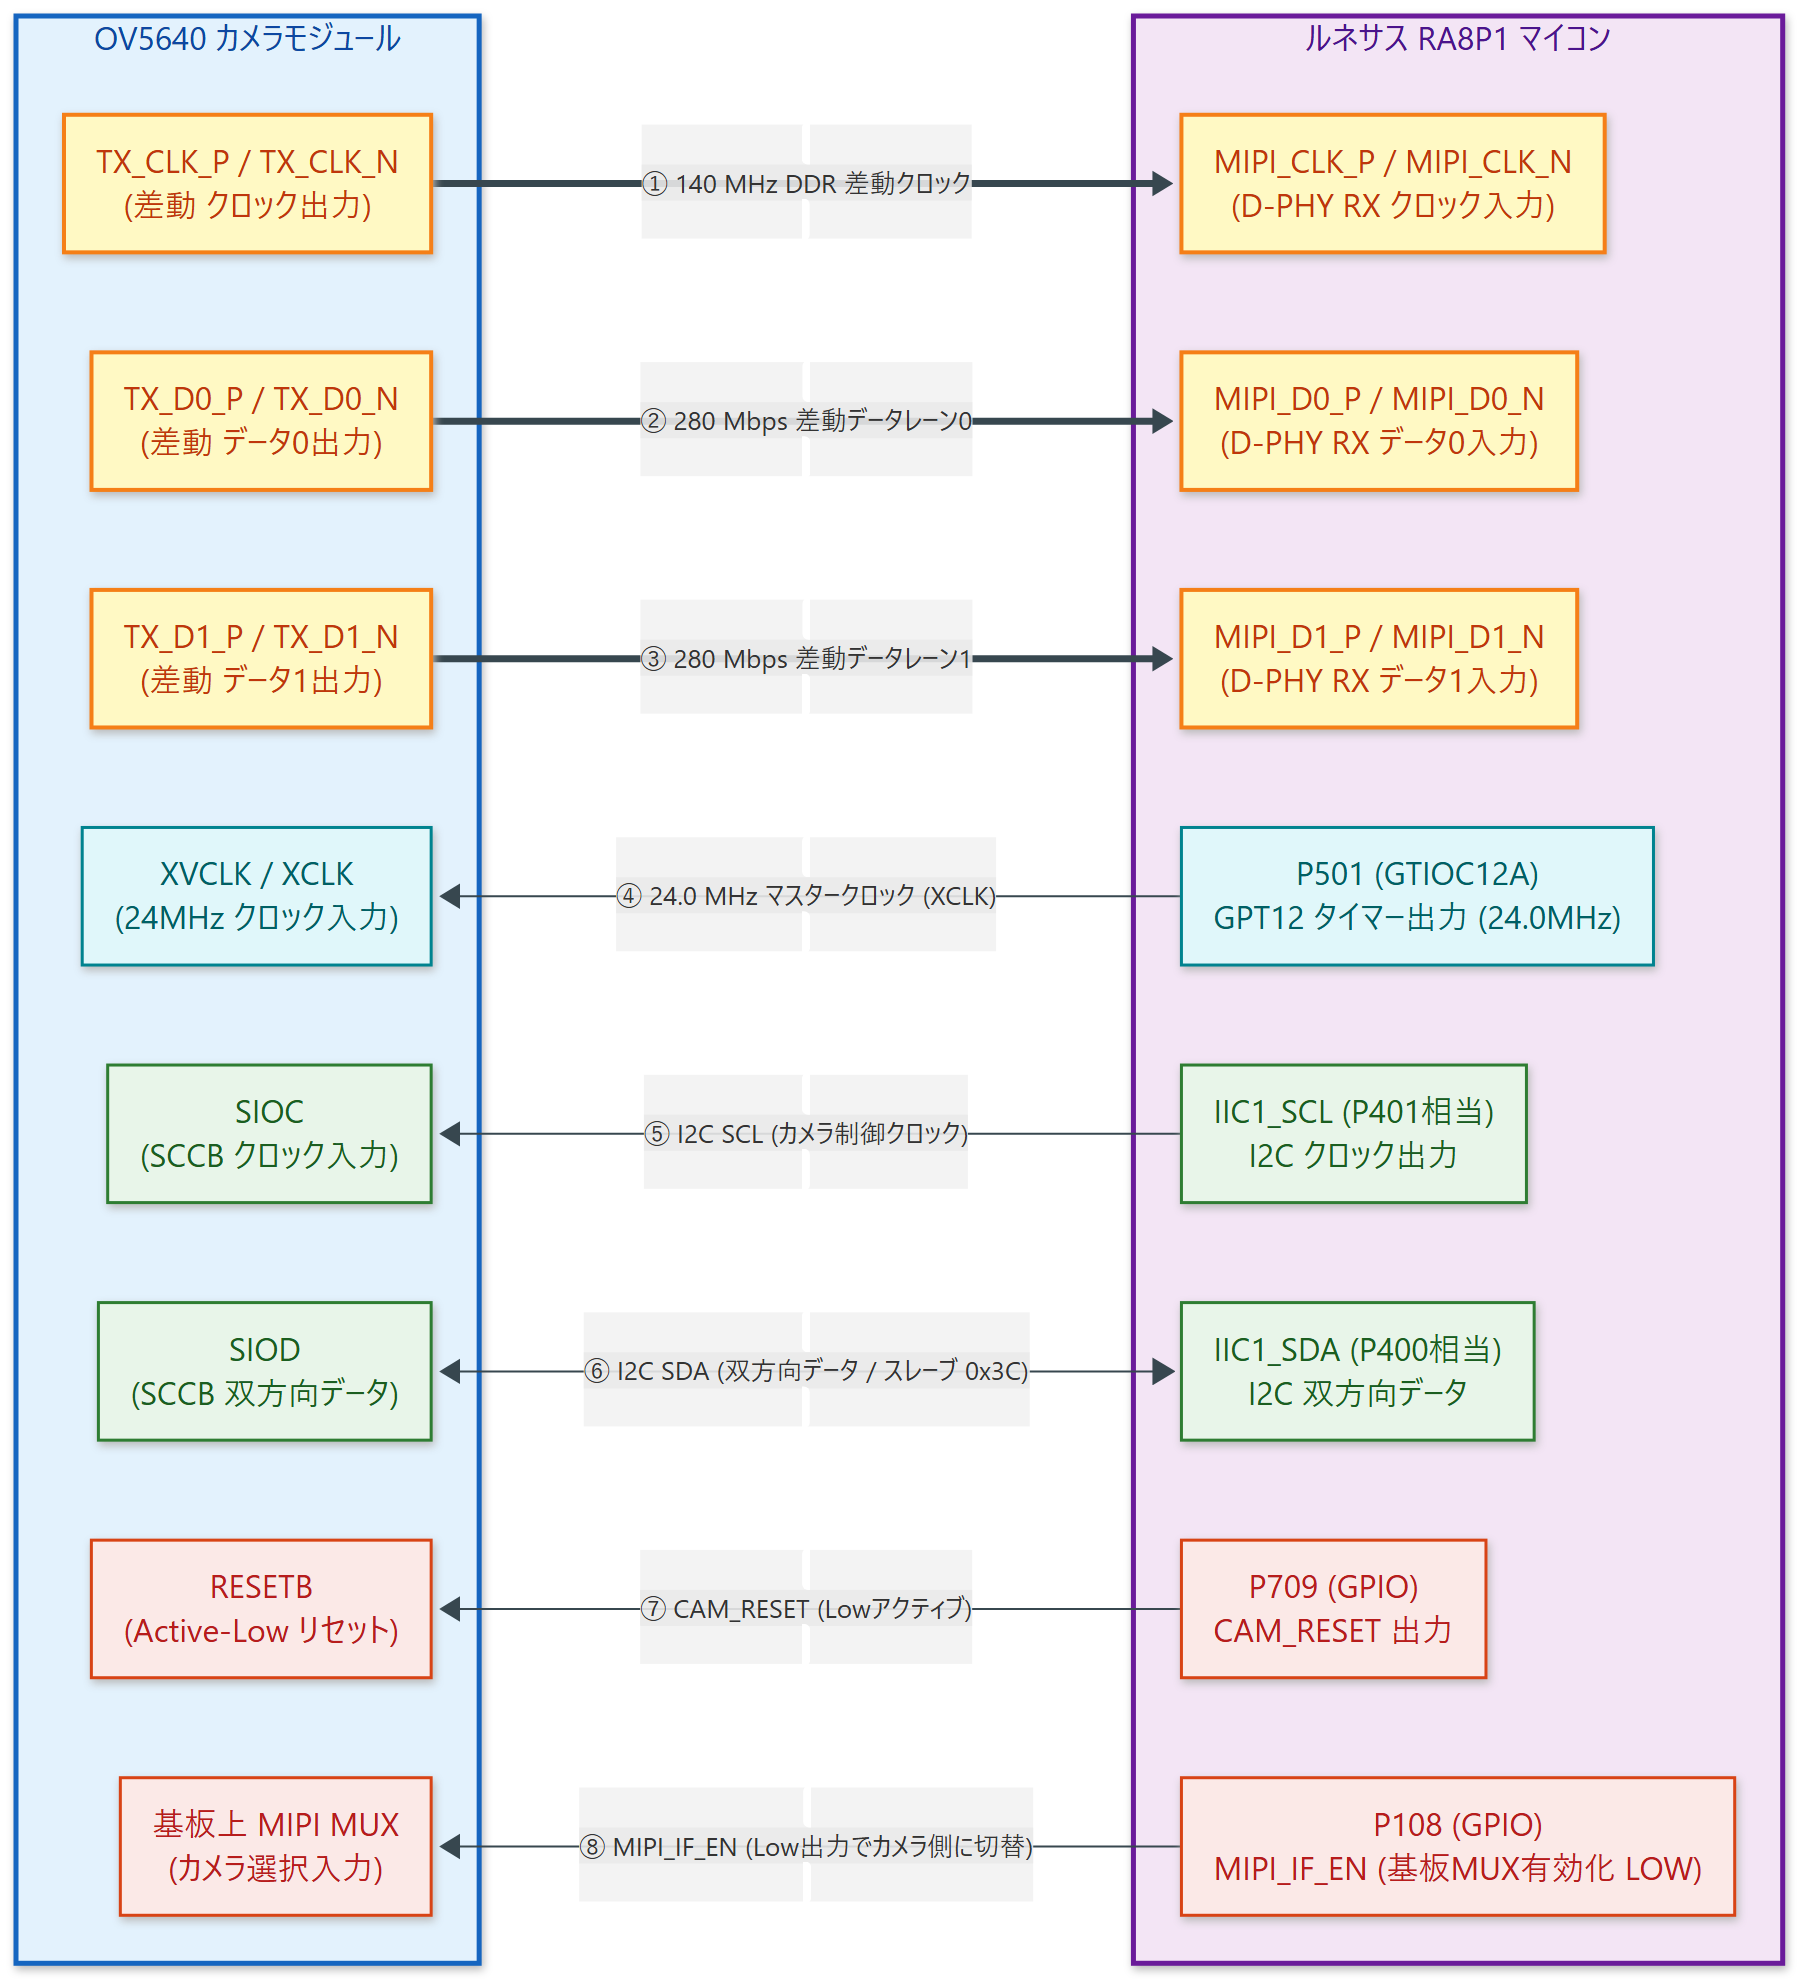 OV5640 カメラモジュール
ルネサス RA8P1 マイコン
TX_CLK_P / TX_CLK_N
(差動 クロック出力)
① 140 MHz DDR 差動クロック
MIPI_CLK_P / MIPI_CLK_N
(D-PHY RX クロック入力)
TX_D0_P / TX_D0_N
(差動 データ0出力)
② 280 Mbps 差動データレーン0
MIPI_D0_P / MIPI_D0_N
(D-PHY RX データ0入力)
TX_D1_P / TX_D1_N
(差動 データ1出力)
③ 280 Mbps 差動データレーン1
MIPI_D1_P / MIPI_D1_N
(D-PHY RX データ1入力)
XVCLK / XCLK
(24MHz クロック入力)
④ 24.0 MHz マスタークロック (XCLK)
P501 (GTIOC12A)
GPT12 タイマー出力 (24.0MHz)
SIOC
(SCCB クロック入力)
⑤ I2C SCL (カメラ制御クロック)
IIC1_SCL (P401相当)
I2C クロック出力
SIOD
(SCCB 双方向データ)
⑥ I2C SDA (双方向データ / スレーブ 0x3C)
IIC1_SDA (P400相当)
I2C 双方向データ
RESETB
(Active-Low リセット)
⑦ CAM_RESET (Lowアクティブ)
P709 (GPIO)
CAM_RESET 出力
基板上 MIPI MUX
(カメラ選択入力)
⑧ MIPI_IF_EN (Low出力でカメラ側に切替)
P108 (GPIO)
MIPI_IF_EN (基板MUX有効化 LOW)